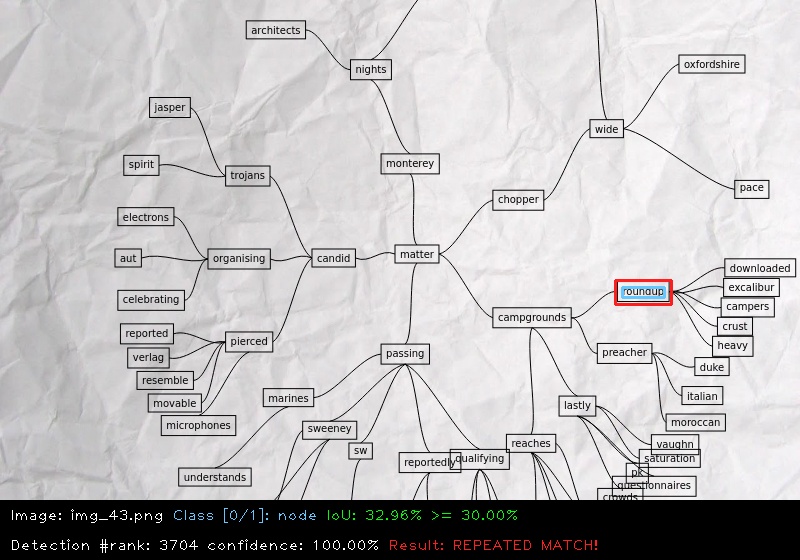 architects
nights
oxfordshire
jasper
wide
monterey
spirit
trojans
pace
chopper
electrons
matter
aut
organising
candid
downloaded
excalibur
roundup
celebrating
campers
campgrounds
crust
reported
pierced
heavy
verlag
passing
preacher
duke
resemble
marines
italian
movable
lastly
microphones
moroccan
sweeney
reaches
vaughn
sw
qualifying
saturation
reportedly
understands
pk
questionnaires
crowds
Image: img_43.png Class [0/1]: node IoU: 32.96% >= 30.00%
Detection #rank: 3704 confidence: 100.00% Result: REPEATED MATCH!